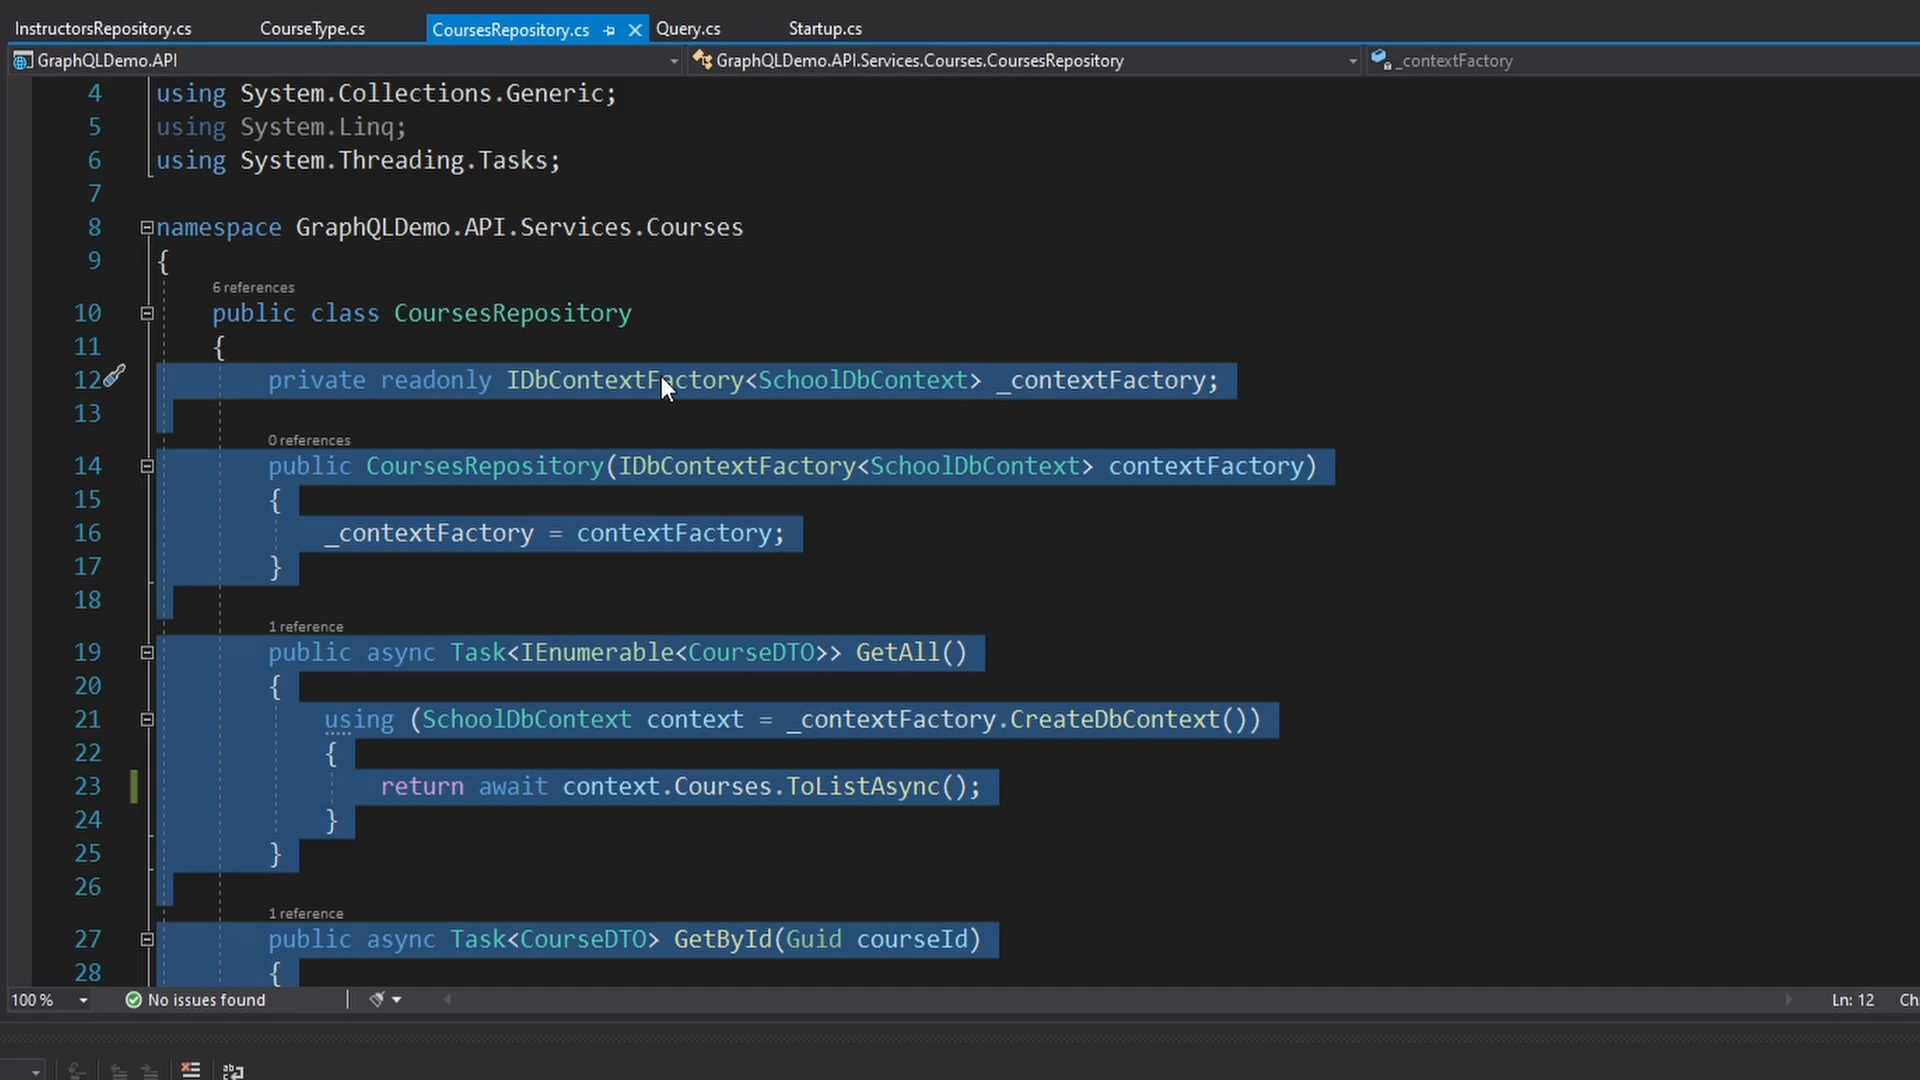 InstructorsRepository.cs CourseType.cs CoursesRepository.cs Query.cs Startup.cs
GraphQLDemo.API GraphQLDemo.API.Services.Courses.CoursesRepository _contextFactory
4 using System.Collections.Generic;
5 using System.Linq;
6 using System.Threading.Tasks;
7
8 namespace GraphQLDemo.API.Services.Courses
9 {
6 references
10 public class CoursesRepository
11 {
12 private readonly IDbContextFactory<SchoolDbContext> _contextFactory;
13
0 references
14 public CoursesRepository(IDbContextFactory<SchoolDbContext> contextFactory)
15 {
16 _contextFactory = contextFactory;
17 }
18
1 reference
19 public async Task<IEnumerable<CourseDTO>> GetAll()
20 {
21 using (SchoolDbContext context = _contextFactory.CreateDbContext())
22 {
23 return await context.Courses.ToListAsync();
24 }
25 }
26
1 reference
27 public async Task<CourseDTO> GetById(Guid courseId)
28 {
100 % No issues found Ln: 12 Ch